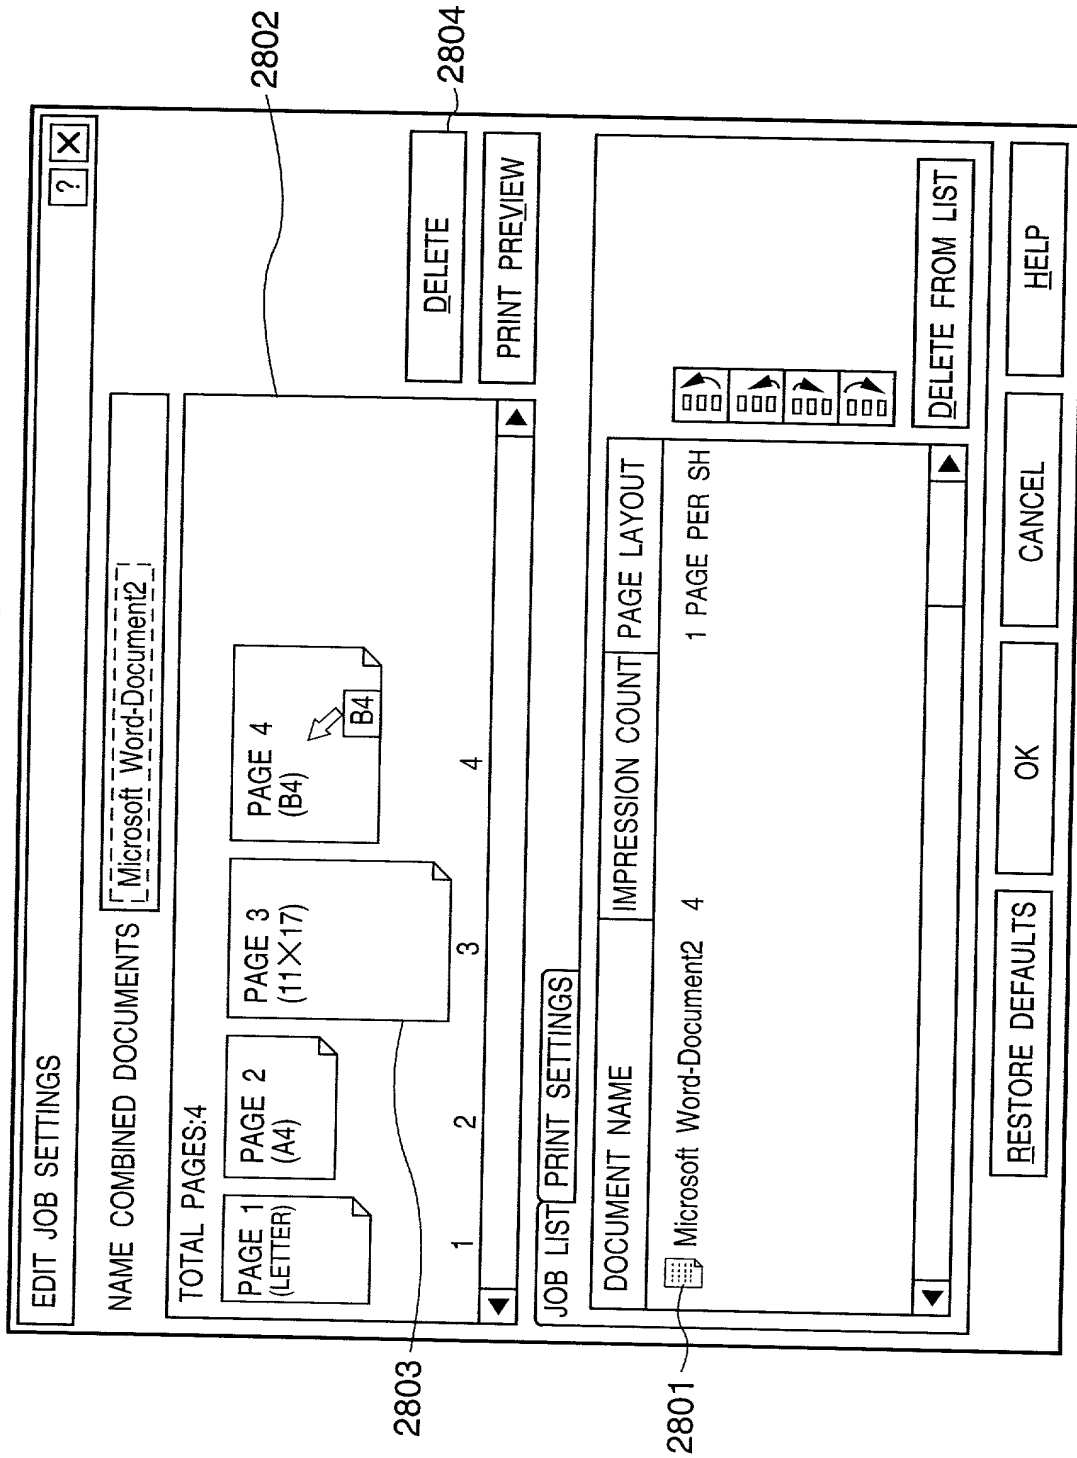 2802
2804
EDIT JOB SETTINGS
?
NAME COMBINED DOCUMENTS
Microsoft Word-Document2
TOTAL PAGES:4
PAGE 1
(LETTER)
PAGE 2
(A4)
PAGE 3
(11×17)
PAGE 4
(B4)
B4
1
2
3
4
DELETE
PRINT PREVIEW
2803
JOB LIST
PRINT SETTINGS
DOCUMENT NAME
IMPRESSION COUNT
PAGE LAYOUT
Microsoft Word-Document2 4 1 PAGE PER SH
2801
DELETE FROM LIST
RESTORE DEFAULTS
OK
CANCEL
HELP